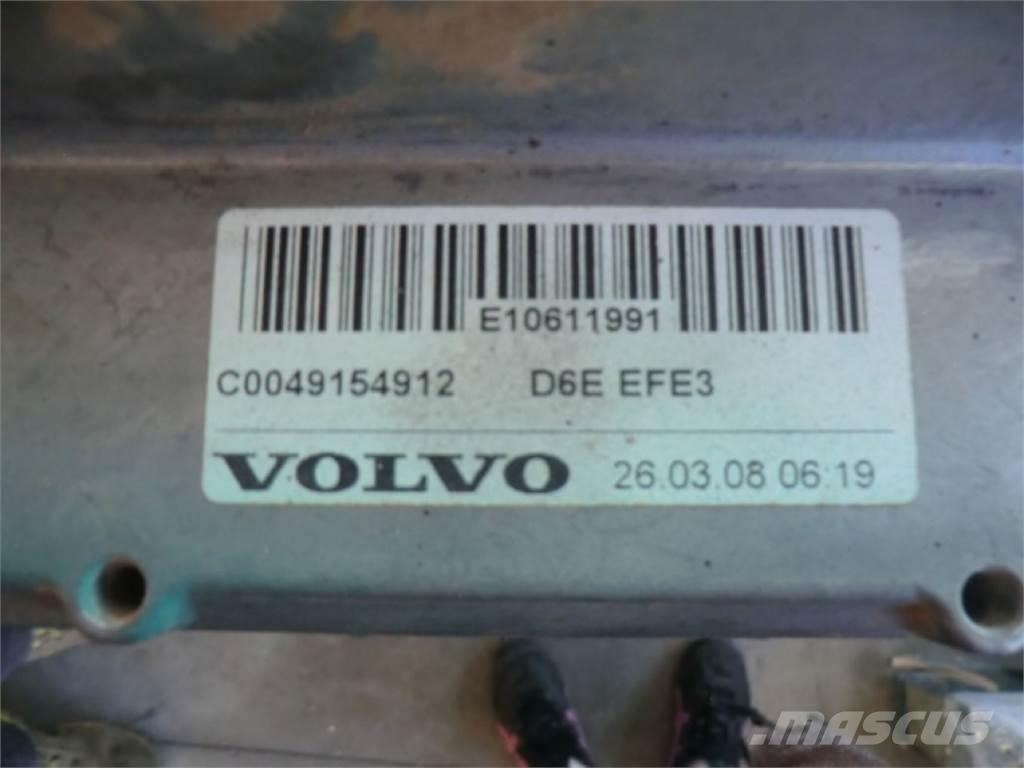 E10611991
C0049154912 D6E EFE3
VOLVO 26.03.08 06:19
MASCUS